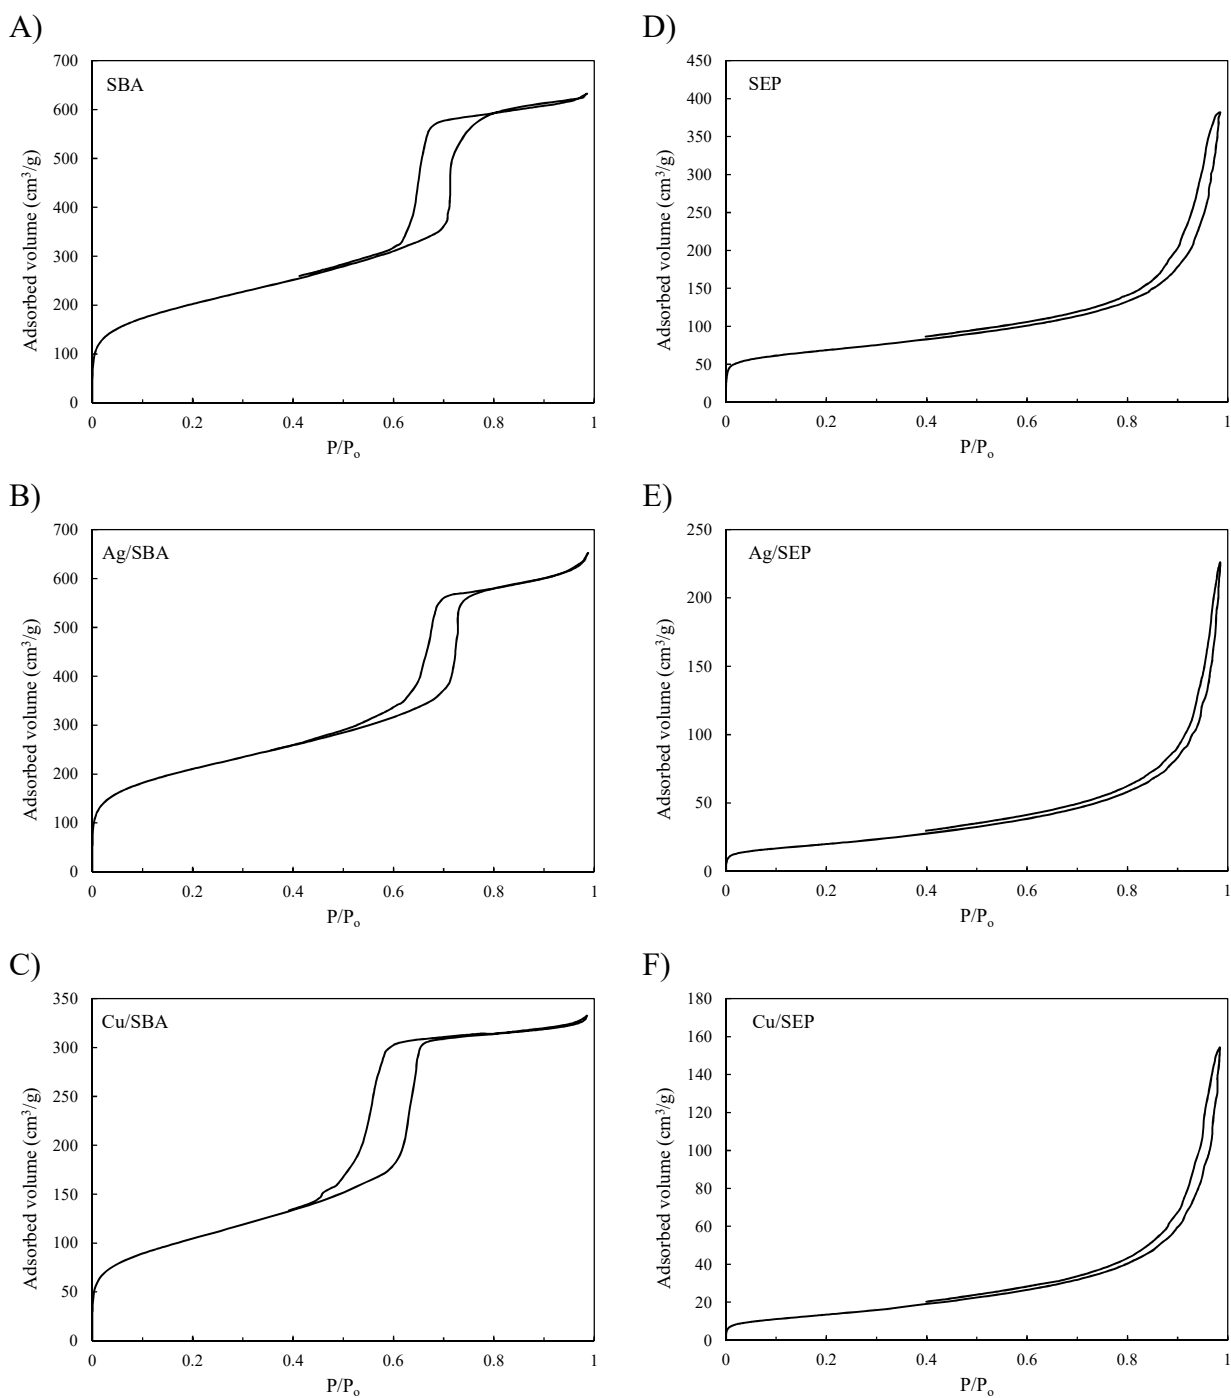 A)
700
600
500
400
300
200
100
0
Adsorbed volume (cm³/g)
SBA
0 0.2 0.4 0.6 0.8 1
P/Pₒ
D)
450
400
350
300
250
200
150
100
50
0
Adsorbed volume (cm³/g)
SEP
0 0.2 0.4 0.6 0.8 1
P/Pₒ
B)
700
600
500
400
300
200
100
0
Adsorbed volume (cm³/g)
Ag/SBA
0 0.2 0.4 0.6 0.8 1
P/Pₒ
E)
250
200
150
100
50
0
Adsorbed volume (cm³/g)
Ag/SEP
0 0.2 0.4 0.6 0.8 1
P/Pₒ
C)
350
300
250
200
150
100
50
0
Adsorbed volume (cm³/g)
Cu/SBA
0 0.2 0.4 0.6 0.8 1
P/Pₒ
F)
180
160
140
120
100
80
60
40
20
0
Adsorbed volume (cm³/g)
Cu/SEP
0 0.2 0.4 0.6 0.8 1
P/Pₒ